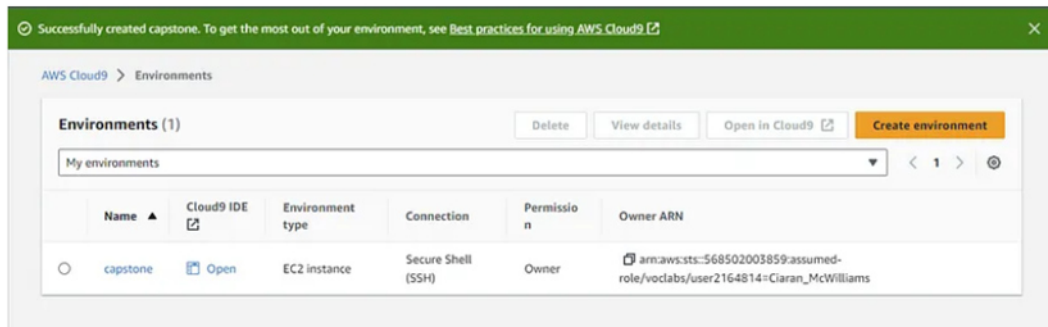 Successfully created capstone. To get the most out of your environment, see Best practices for using AWS Cloud9
AWS Cloud9 > Environments
Environments (1)
Delete
View details
Open in Cloud9
Create environment
My environments
1
Name
Cloud9 IDE
Environment type
Connection
Permissio
n
Owner ARN
capstone
Open
EC2 instance
Secure Shell
(SSH)
Owner
arn:aws:sts::568502003859:assumed-
role/voclabs/user2164814=Ciaran_McWilliams